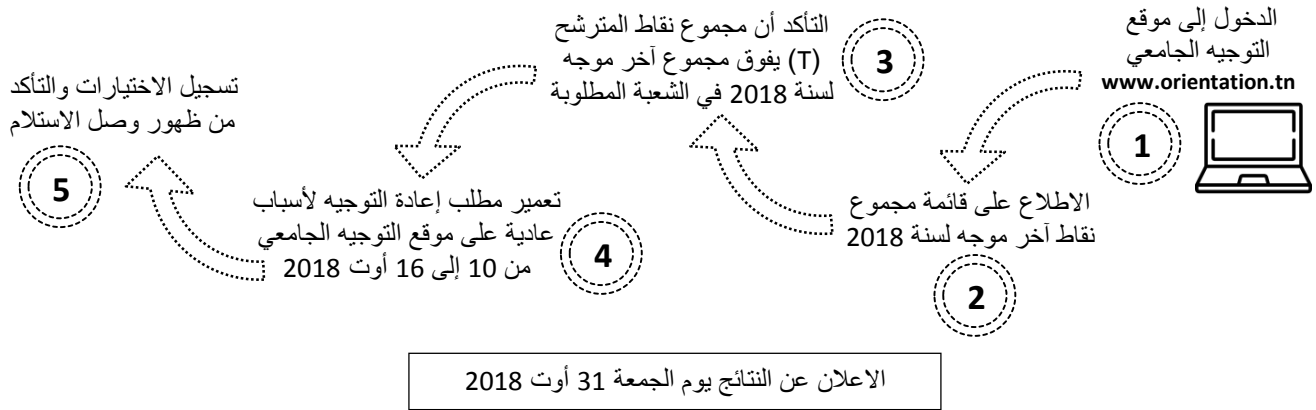 الدخول إلى موقع
التوجيه الجامعي
www.orientation.tn
1
الاطلاع على قائمة مجموع
نقاط آخر موجه لسنة 2018
2
التأكد أن مجموع نقاط المترشح
(T) يفوق مجموع آخر موجه
لسنة 2018 في الشعبة المطلوبة
3
تعمير مطلب إعادة التوجيه لأسباب
عادية على موقع التوجيه الجامعي
من 10 إلى 16 أوت 2018
4
تسجيل الاختيارات والتأكد
من ظهور وصل الاستلام
5
الاعلان عن النتائج يوم الجمعة 31 أوت 2018